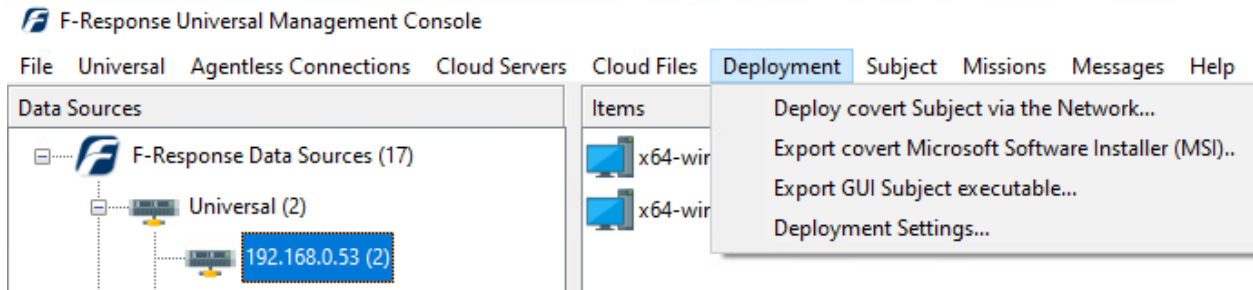 F-Response Universal Management Console
File Universal Agentless Connections Cloud Servers Cloud Files Deployment Subject Missions Messages Help
Data Sources
Items
Deploy covert Subject via the Network...
Export covert Microsoft Software Installer (MSI)..
Export GUI Subject executable...
Deployment Settings...
F-Response Data Sources (17)
Universal (2)
192.168.0.53 (2)
x64-wir
x64-wir